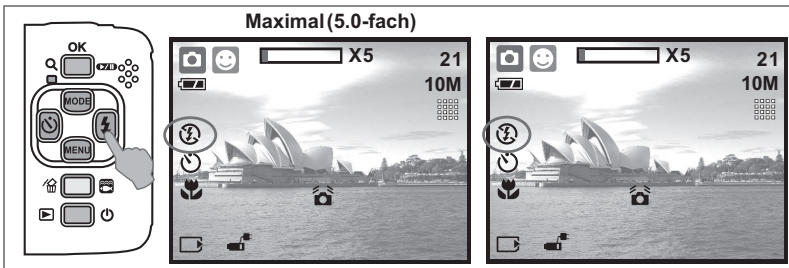 Maximal (5.0-fach)
OK
MODE
MENU
X5 21
10M
X5 21
10M